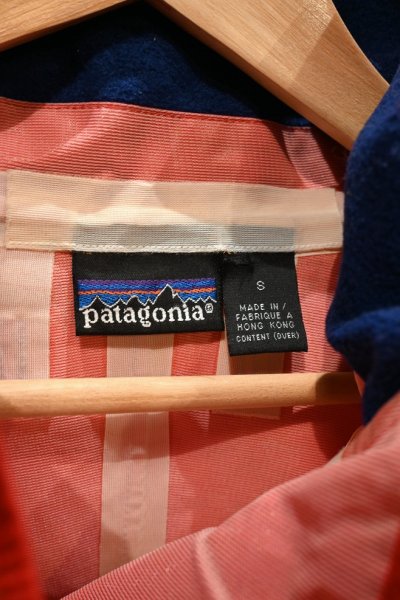 patagonia®
S
MADE IN/
FABRIQUE A
HONG KONG
CONTENT (OVER)